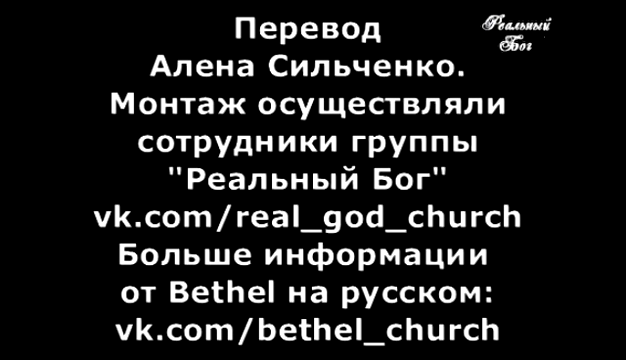 Перевод
Алена Сильченко.
Монтаж осуществляли
сотрудники группы
"Реальный Бог"
vk.com/real_god_church
Больше информации
от Bethel на русском:
vk.com/bethel_church
Реальный
Бог